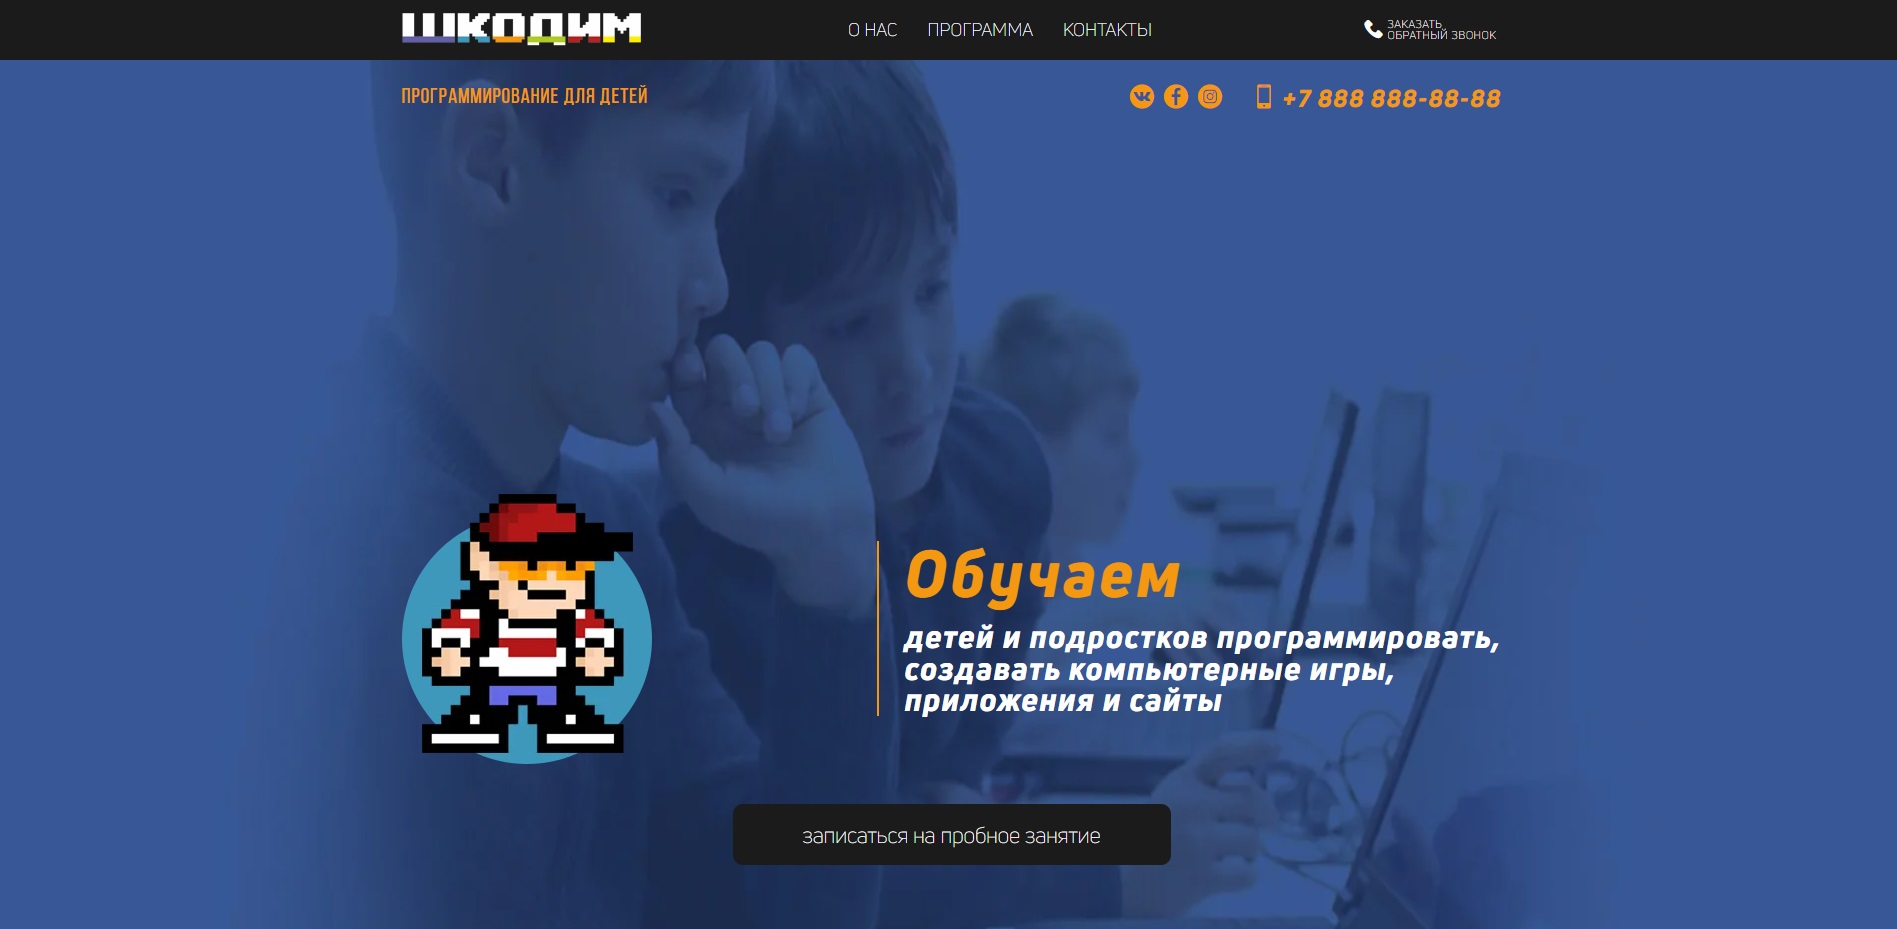 ШКОДИМ
О НАС
ПРОГРАММА
КОНТАКТЫ
ЗАКАЗАТЬ
ОБРАТНЫЙ ЗВОНОК
ПРОГРАММИРОВАНИЕ ДЛЯ ДЕТЕЙ
+7 888 888-88-88
Обучаем
детей и подростков программировать,
создавать компьютерные игры,
приложения и сайты
записаться на пробное занятие